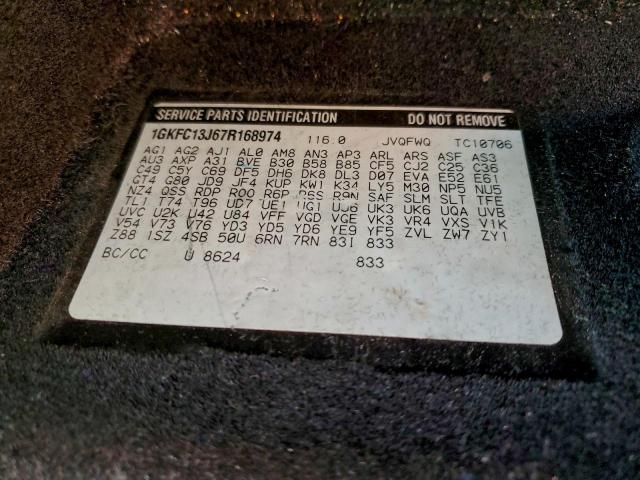 SERVICE PARTS IDENTIFICATION DO NOT REMOVE
1GKFC13J67R168974 116.0 JVQFWQ TC10706
AG1 AG2 AJ1 AL0 AM8 AN3 AP3 ARL ARS ASF AS3
AU3 AXP A31 BVE B30 B58 B85 CF5 CJ2 C25 C36
C49 C5Y C69 DF5 DH6 DK8 DL3 D07 EVA E52 E61
GT4 G80 JD9 JF4 KUP KW1 K34 LY5 M30 NP5 NU5
NZ4 QSS RDP ROO R6P R9N SAF SLM SLT TFE
TL1 T74 T96 UD7 UE1 UG1 UJ6 UK3 UK6 UQA UVB
UVC U2K U42 U84 VFF VGD VGE VK3 VR4 VXS V1K
V54 V73 V76 YD3 YD5 YD6 YE9 YF5 ZVL ZW7 ZY1
Z88 1SZ 4SB 50U 6RN 7RN 83I 833
BC/CC U 8624 833